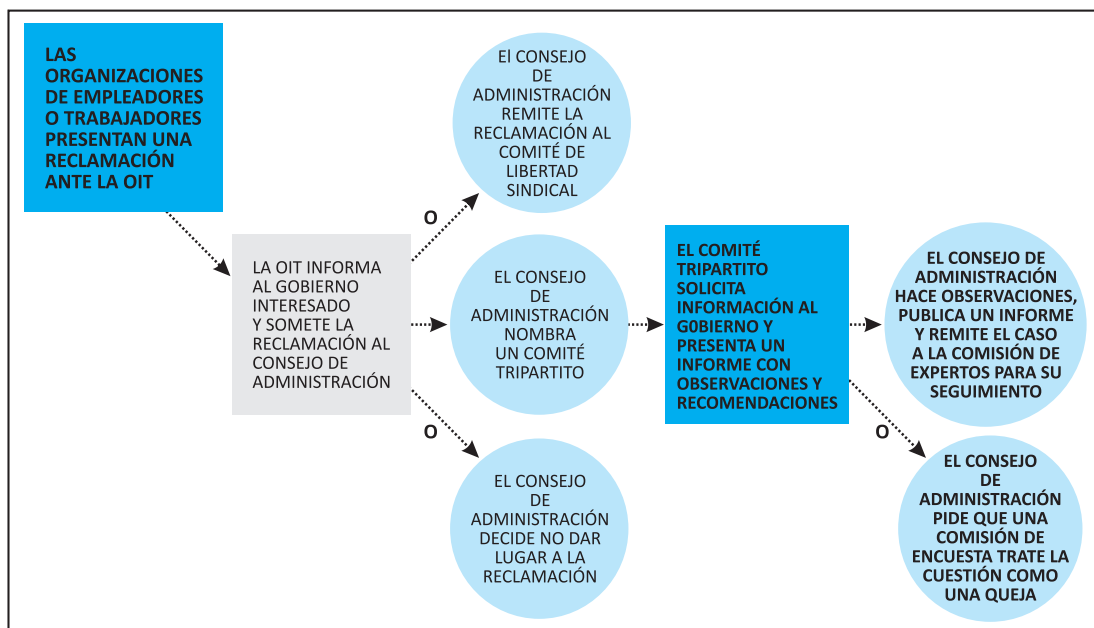 LAS
ORGANIZACIONES
DE EMPLEADORES
O TRABAJADORES
PRESENTAN UNA
RECLAMACIÓN
ANTE LA OIT
LA OIT INFORMA
AL GOBIERNO
INTERESADO
Y SOMETE LA
RECLAMACIÓN AL
CONSEJO DE
ADMINISTRACIÓN
O
El CONSEJO
DE
ADMINISTRACIÓN
REMITE LA
RECLAMACIÓN AL
COMITÉ DE
LIBERTAD
SINDICAL
EL CONSEJO
DE
ADMINISTRACIÓN
NOMBRA
UN COMITÉ
TRIPARTITO
O
EL CONSEJO
DE
ADMINISTRACIÓN
DECIDE NO DAR
LUGAR A LA
RECLAMACIÓN
EL COMITÉ
TRIPARTITO
SOLICITA
INFORMACIÓN AL
G0BIERNO Y
PRESENTA UN
INFORME CON
OBSERVACIONES Y
RECOMENDACIONES
EL CONSEJO DE
ADMINISTRACIÓN
HACE OBSERVACIONES,
PUBLICA UN INFORME
Y REMITE EL CASO
A LA COMISIÓN DE
EXPERTOS PARA SU
SEGUIMIENTO
O
EL CONSEJO
DE
ADMINISTRACIÓN
PIDE QUE UNA
COMISIÓN DE
ENCUESTA TRATE LA
CUESTIÓN COMO
UNA QUEJA